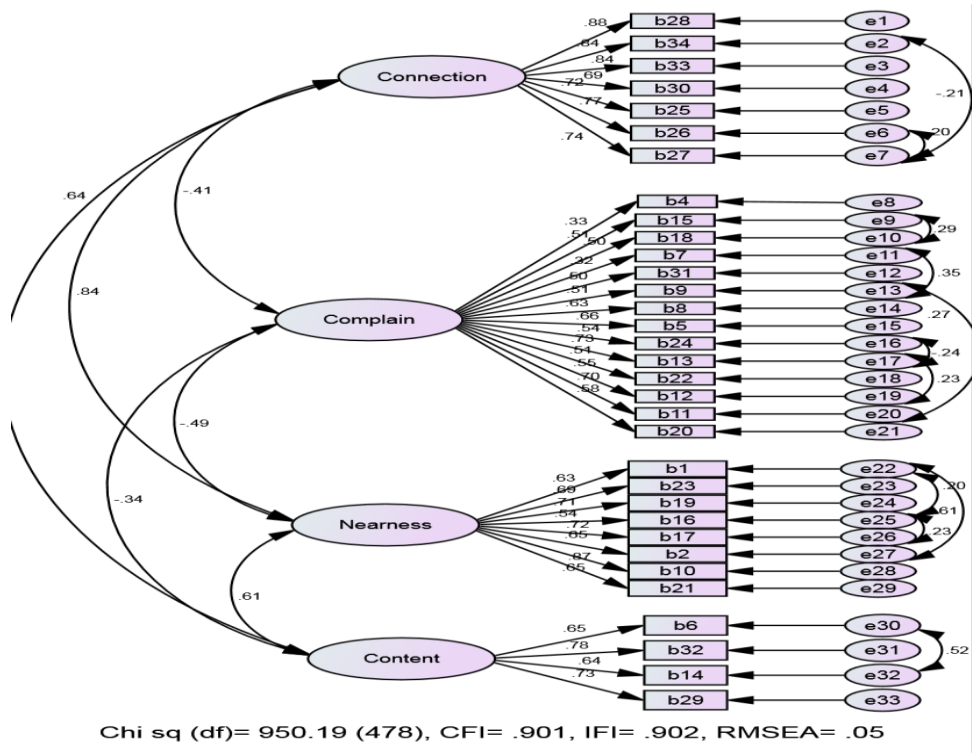 .88 b28 e1
.84 b34 e2
Connection .84 b33 e3
.69 b30 e4 -.21
.72 b25 e5
.77 b26 e6 .20
.74 b27 e7
.64 -.41
.33 b4 e8
.51 b15 e9 .29
.50 b18 e10
.32 b7 e11
.84 .50 b31 e12 .35
.51 b9 e13
Complain .63 b8 e14 .27
.66 b5 e15
.54 b24 e16 -.24
.73 b13 e17
.51 b22 e18 .23
.55 b12 e19
.70 b11 e20
.58 b20 e21
-.49
.63 b1 e22
.69 b23 e23 .20
-.34 .71 b19 e24
Nearness .54 b16 e25 .61
.72 b17 e26 .23
.65 b2 e27
.87 b10 e28
.65 b21 e29
.61
.65 b6 e30
.78 b32 e31 .52
Content .64 b14 e32
.73 b29 e33
Chi sq (df)= 950.19 (478), CFI= .901, IFI= .902, RMSEA= .05